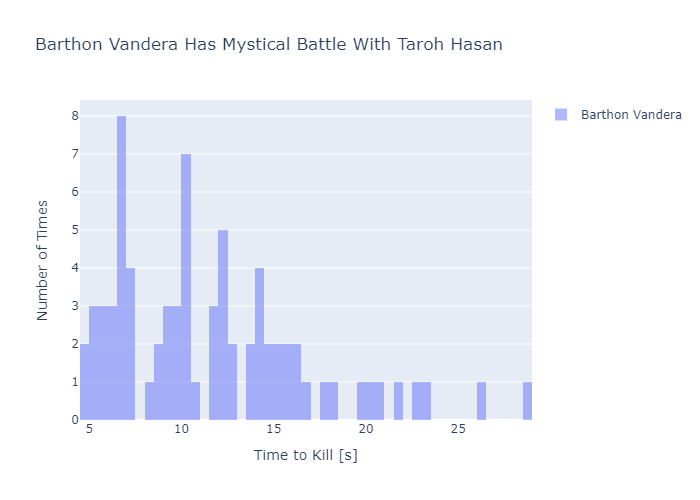 Barthon Vandera Has Mystical Battle With Taroh Hasan
Barthon Vandera
8
7
6
5
4
3
2
1
0
Number of Times
5 10 15 20 25
Time to Kill [s]